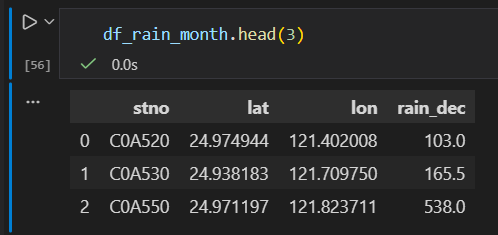 df_rain_month.head(3)
[56]
0.0s
...
stno lat lon rain_dec
0 C0A520 24.974944 121.402008 103.0
1 C0A530 24.938183 121.709750 165.5
2 C0A550 24.971197 121.823711 538.0